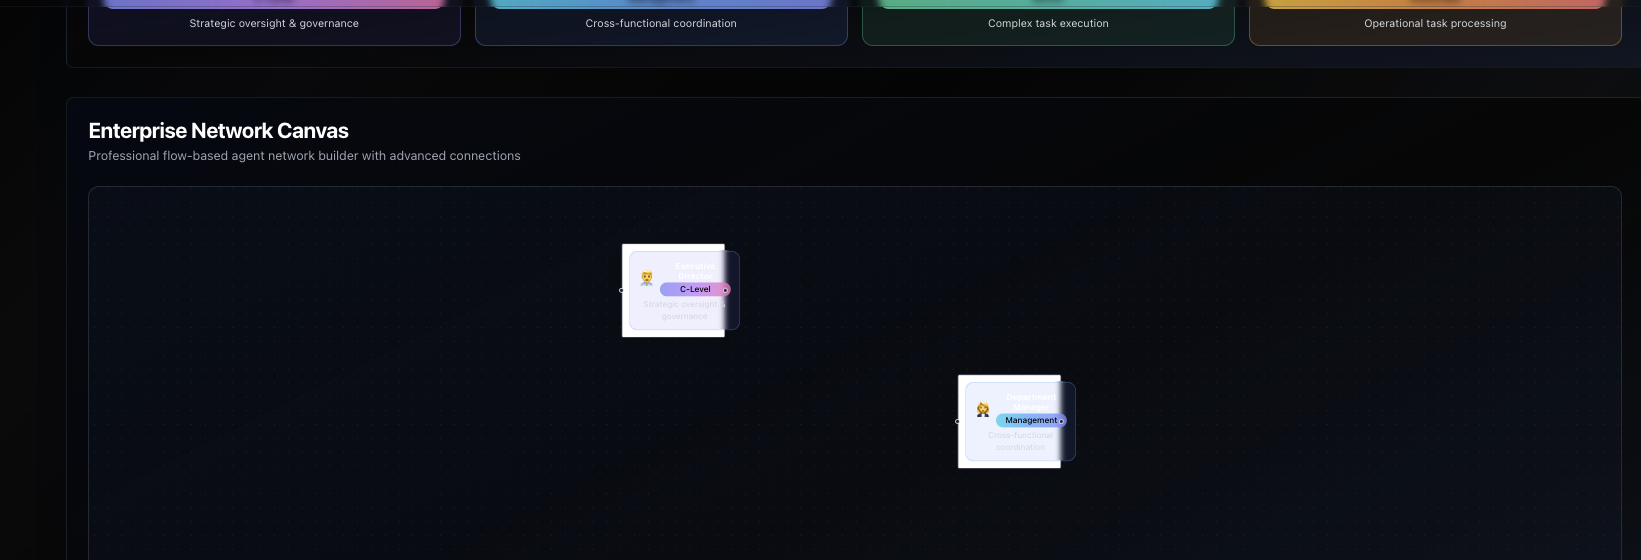 Strategic oversight & governance
Cross-functional coordination
Complex task execution
Operational task processing
Enterprise Network Canvas
Professional flow-based agent network builder with advanced connections
Executive
Director
C-Level
Strategic oversight
governance
Department
Manager
Management
Cross-functional
coordination